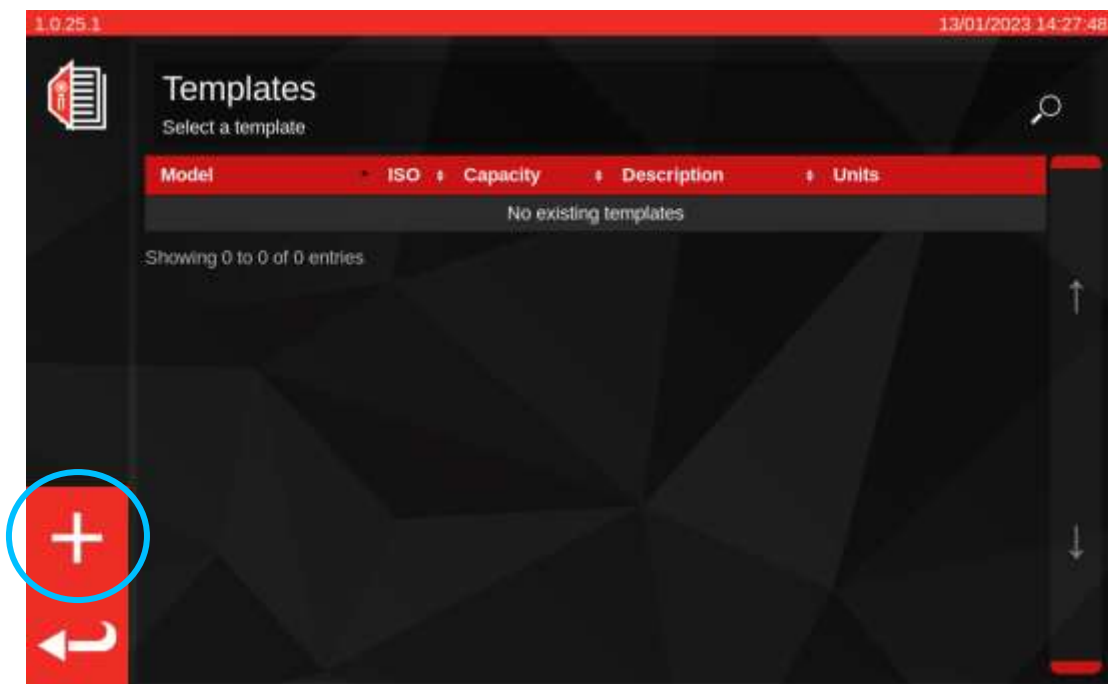 1.0.25.1 13/01/2023 14:27:48
Templates
Select a template
Model ISO Capacity Description Units
No existing templates
Showing 0 to 0 of 0 entries